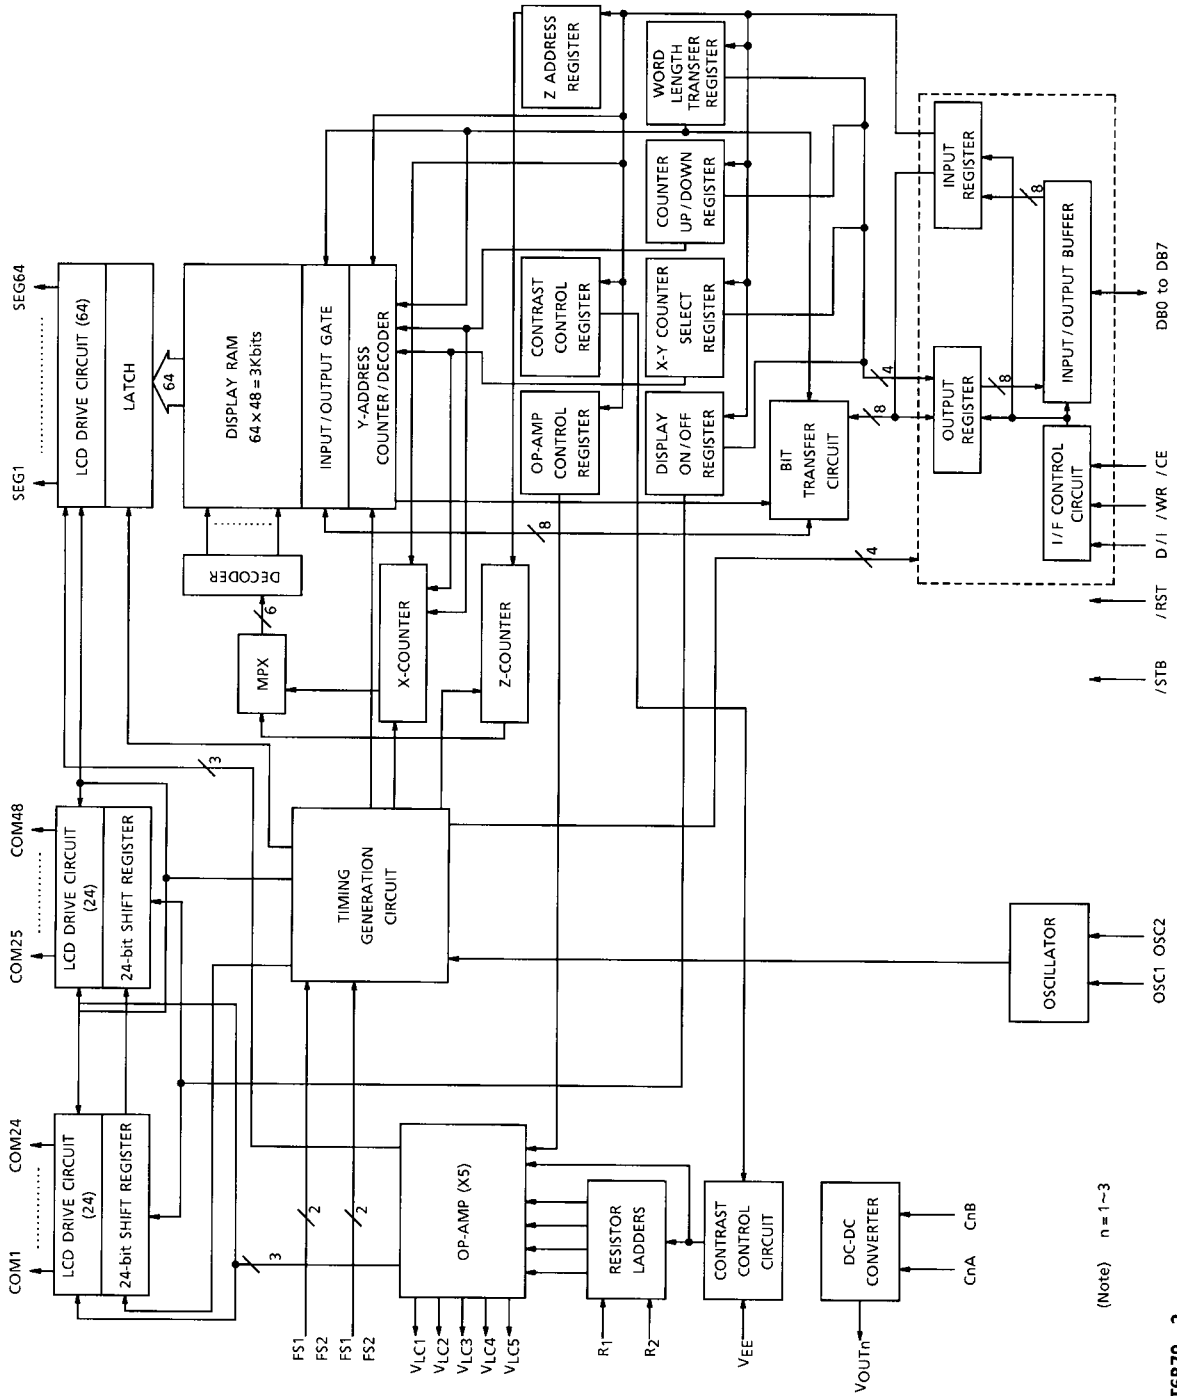 COM1 ........ COM24
LCD DRIVE CIRCUIT
(24)
24-bit SHIFT REGISTER
COM25 ........ COM48
LCD DRIVE CIRCUIT
(24)
24-bit SHIFT REGISTER
SEG1 ........ SEG64
LCD DRIVE CIRCUIT (64)
LATCH
64
DISPLAY RAM
64 × 48 = 3Kbits
INPUT / OUTPUT GATE
Y-ADDRESS
COUNTER / DECODER
DECODER
6
MPX
X-COUNTER
Z-COUNTER
3
3
FS1
FS2
FS1
FS2
2
2
TIMING
GENERATION
CIRCUIT
OP-AMP (X5)
VLC1
VLC2
VLC3
VLC4
VLC5
Z ADDRESS
REGISTER
CONTRAST
CONTROL
REGISTER
OP-AMP
CONTROL
REGISTER
WORD
LENGTH
TRANSFER
REGISTER
COUNTER
UP / DOWN
REGISTER
X-Y COUNTER
SELECT
REGISTER
DISPLAY
ON / OFF
REGISTER
RESISTOR
LADDERS
R1
R2
CONTRAST
CONTROL
CIRCUIT
VEE
8
BIT
TRANSFER
CIRCUIT
8
4
4
DC-DC
CONVERTER
VOUTn
CnA
CnB
INPUT
REGISTER
OUTPUT
REGISTER
8
8
INPUT / OUTPUT BUFFER
I / F CONTROL
CIRCUIT
OSCILLATOR
OSC1 OSC2
/STB
/RST
D / I
/WR
/CE
DB0 to DB7
(Note) n = 1~3